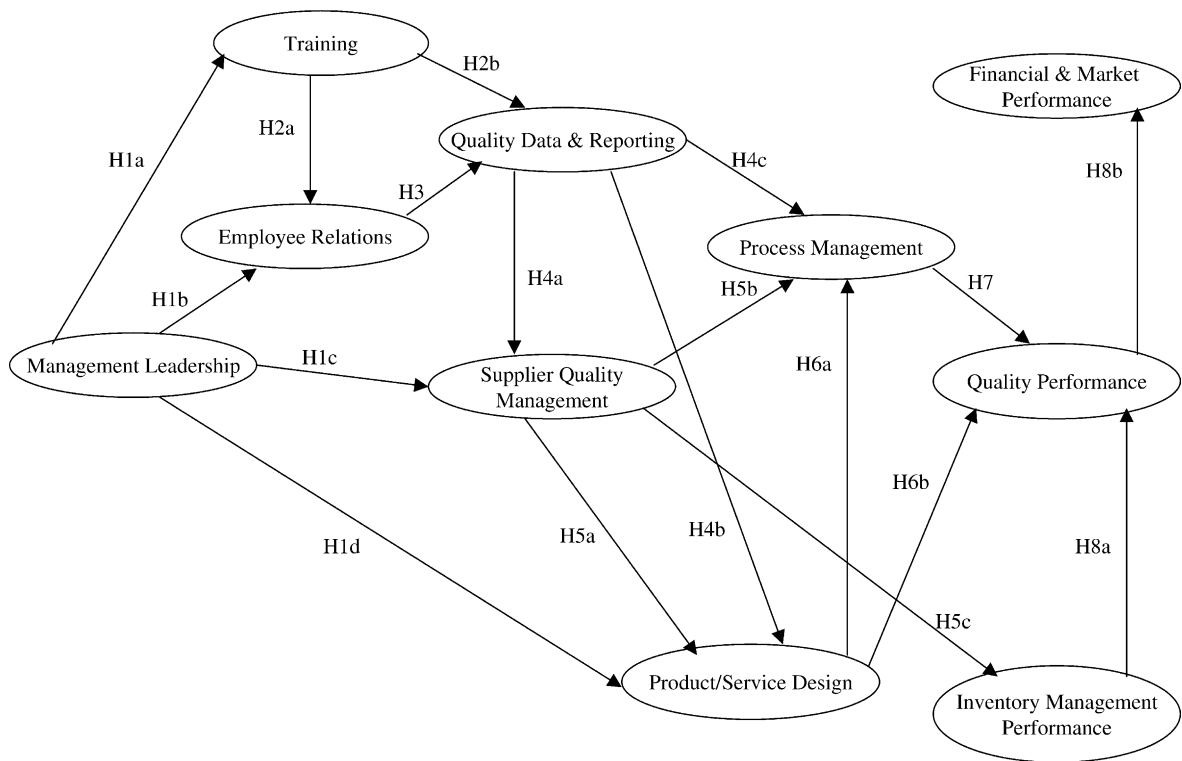 Training
H2b
Financial & Market
Performance
H2a
Quality Data & Reporting
H1a
H4c
H8b
H3
Employee Relations
Process Management
H4a
H5b
H7
H1b
H1c
H6a
Management Leadership
Supplier Quality
Management
Quality Performance
H6b
H4b
H5a
H1d
H8a
H5c
Product/Service Design
Inventory Management
Performance